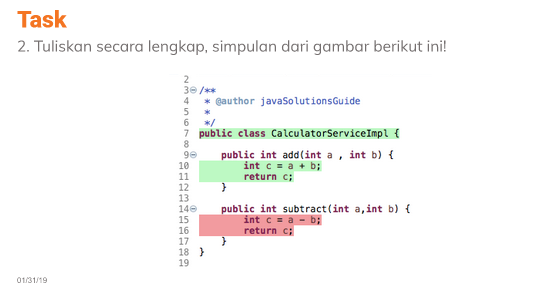 Task
2. Tuliskan secara lengkap, simpulan dari gambar berikut ini!
2
3 /**
4 * @author javaSolutionsGuide
5 *
6 */
7 public class CalculatorServiceImpl {
8
9 public int add(int a , int b) {
10 int c = a + b;
11 return c;
12 }
13
14 public int subtract(int a,int b) {
15 int c = a - b;
16 return c;
17 }
18 }
19
01/31/19